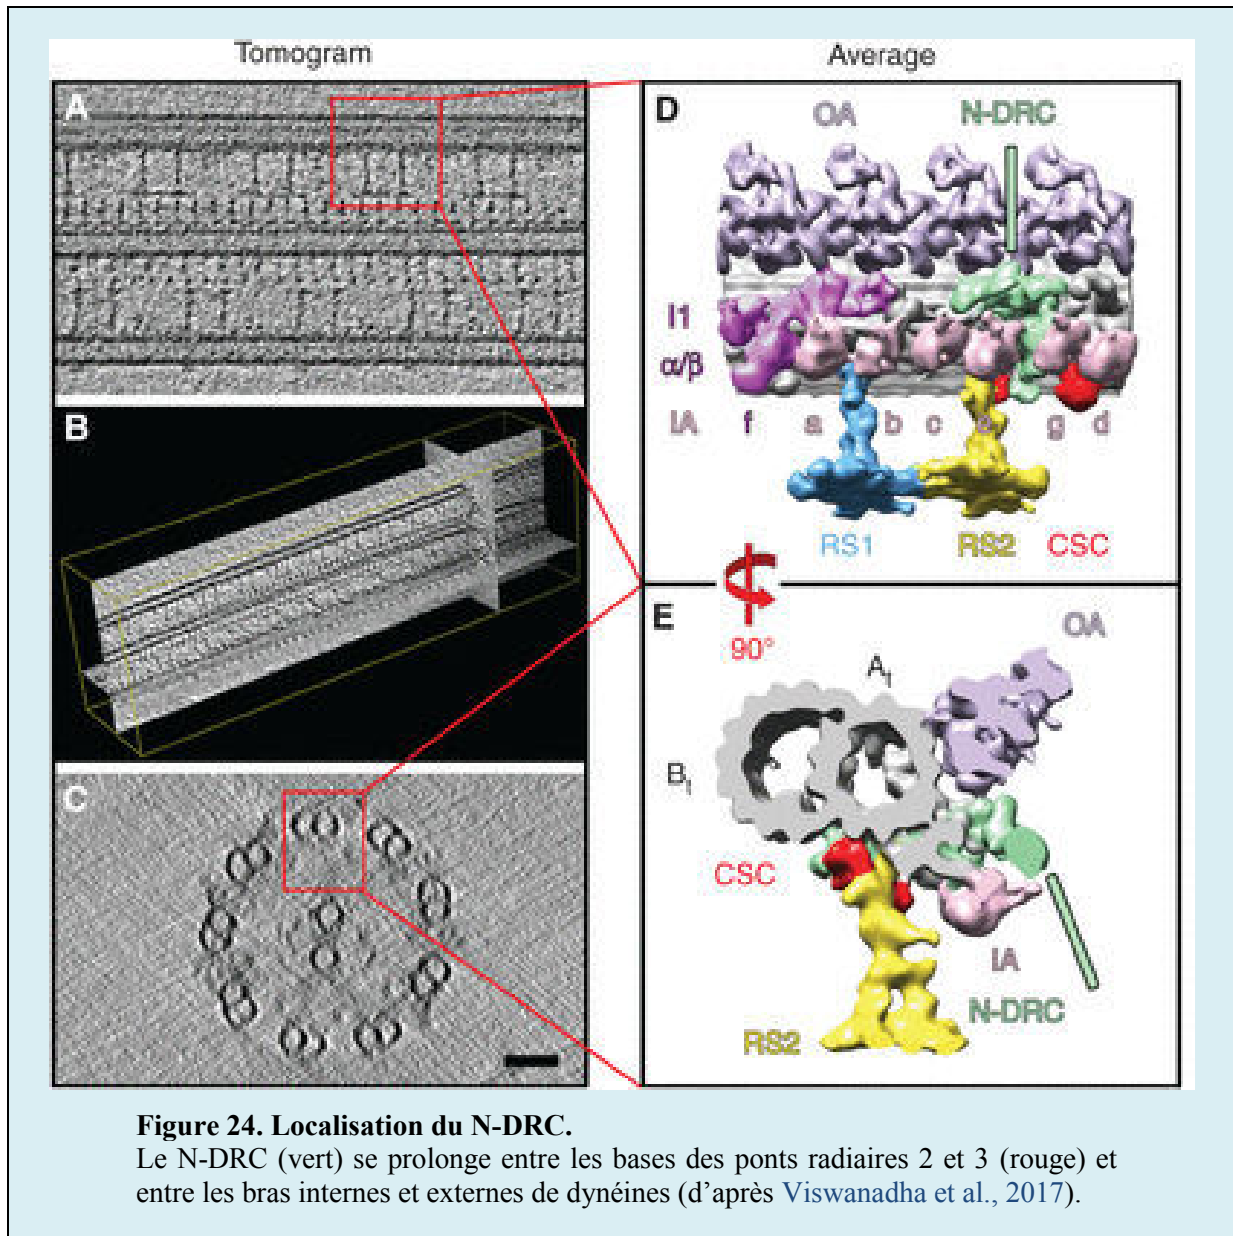 Tomogram
Average
A
D
OA
N-DRC
I1
α/β
IA
f
a
b
c
e
g
d
RS1
RS2
CSC
B
90°
E
OA
At
Bt
CSC
IA
N-DRC
RS2
C
Figure 24. Localisation du N-DRC.
Le N-DRC (vert) se prolonge entre les bases des ponts radiaires 2 et 3 (rouge) et
entre les bras internes et externes de dynéines (d’après Viswanadha et al., 2017).